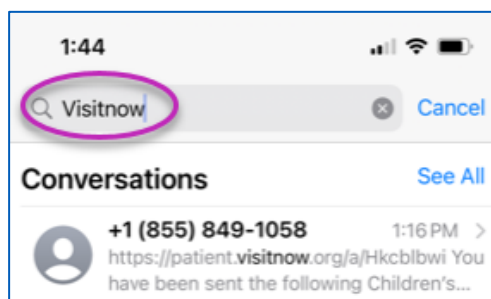 1:44
Visitnow
Cancel
Conversations
See All
+1 (855) 849-1058
1:16 PM
https://patient.visitnow.org/a/Hkcblbwi You
have been sent the following Children's...